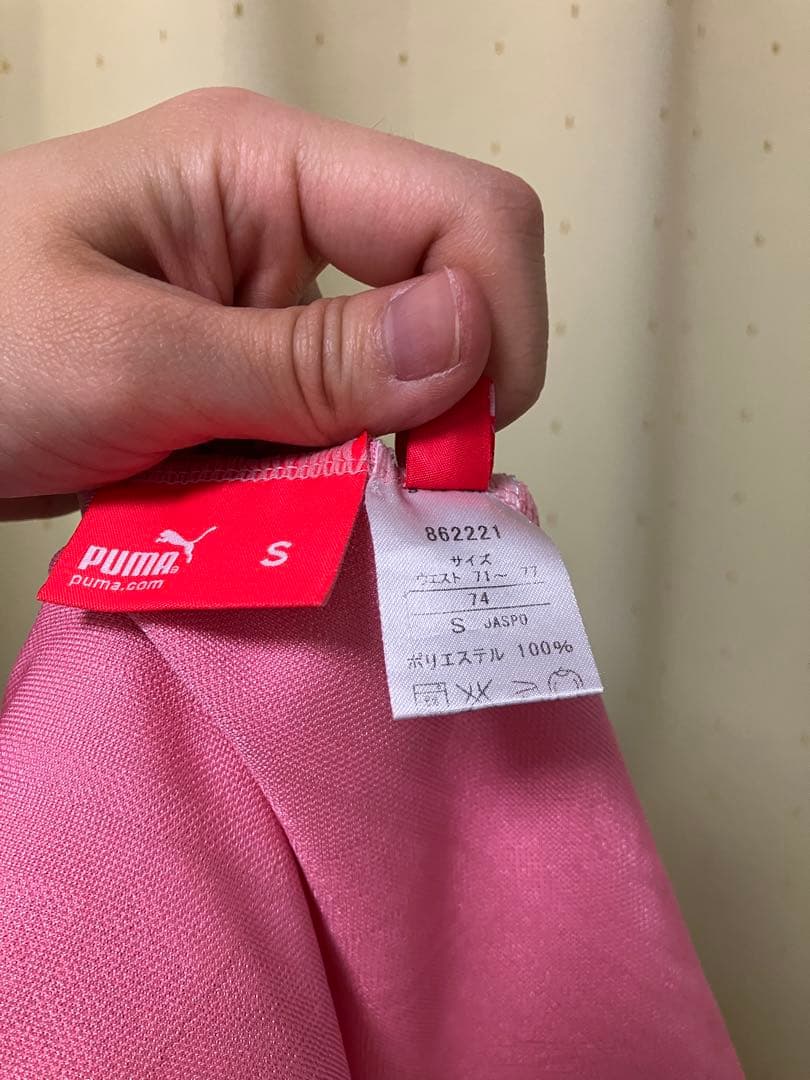 PUMA
puma.com
S
862221
サイズ
ウエスト 71～ 77
74
S JASPO
ポリエステル 100%